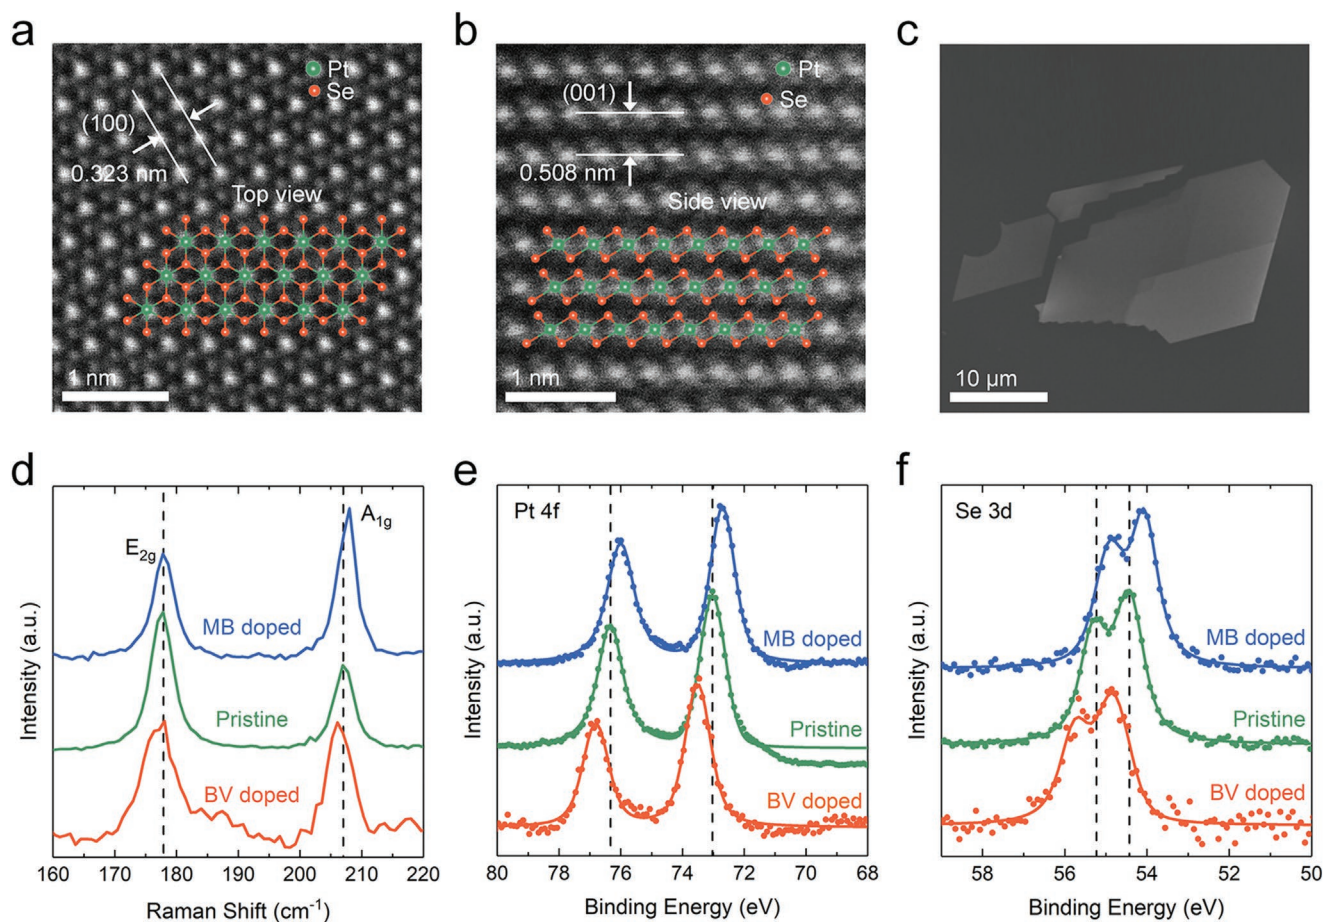 a
Pt
Se
(100)
0.323 nm
Top view
1 nm
b
Pt
Se
(001)
0.508 nm
Side view
1 nm
c
10 µm
d
E2g
A1g
MB doped
Pristine
BV doped
Intensity (a.u.)
160 170 180 190 200 210 220
Raman Shift (cm-1)
e
Pt 4f
MB doped
Pristine
BV doped
Intensity (a.u.)
80 78 76 74 72 70 68
Binding Energy (eV)
f
Se 3d
MB doped
Pristine
BV doped
Intensity (a.u.)
58 56 54 52 50
Binding Energy (eV)